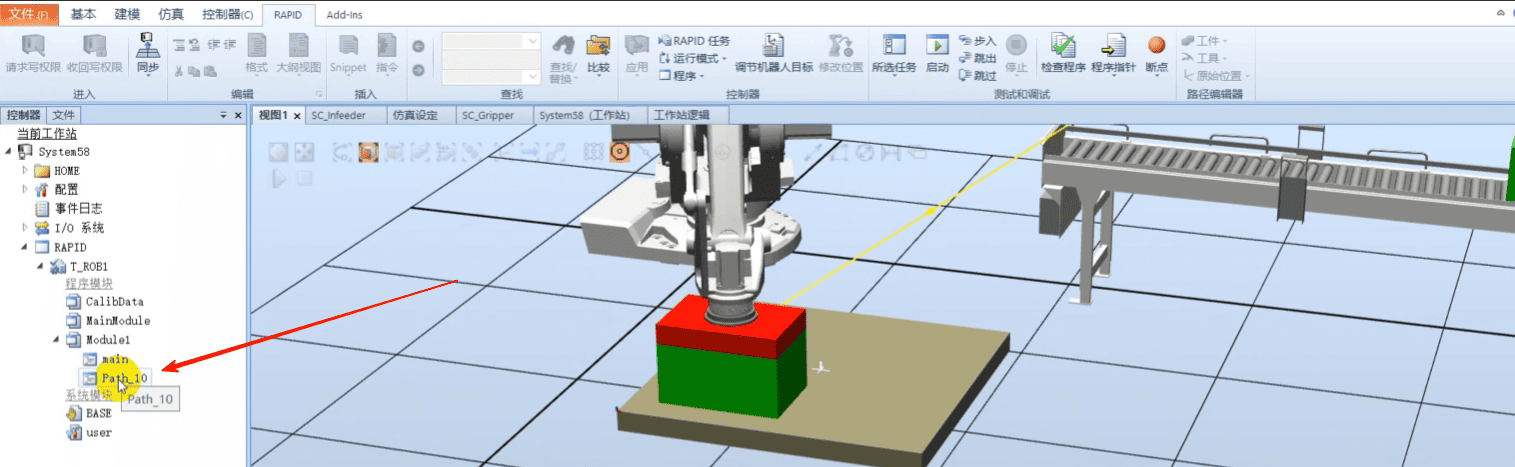 文件(F) 基本 建模 仿真 控制器(C) RAPID Add-Ins
请求写权限 收回写权限 同步 格式 大纲视图 Snippet 指令 查找/替换 比较 应用 RAPID 任务 运行模式 程序 调节机器人目标 修改位置 所选任务 启动 步入 跳出 跳过 停止 检查程序 程序指针 断点 工件 工具 原始位置
进入 编辑 插入 查找 控制器 测试和调试 路径编辑器
控制器 文件
视图1 SC_Infeeder 仿真设定 SC_Gripper System58 (工作站) 工作站逻辑
当前工作站
System58
HOME
配置
事件日志
I/O 系统
RAPID
T_ROB1
程序模块
CalibData
MainModule
Module1
main
Path_10
系统模块
Path_10
BASE
user